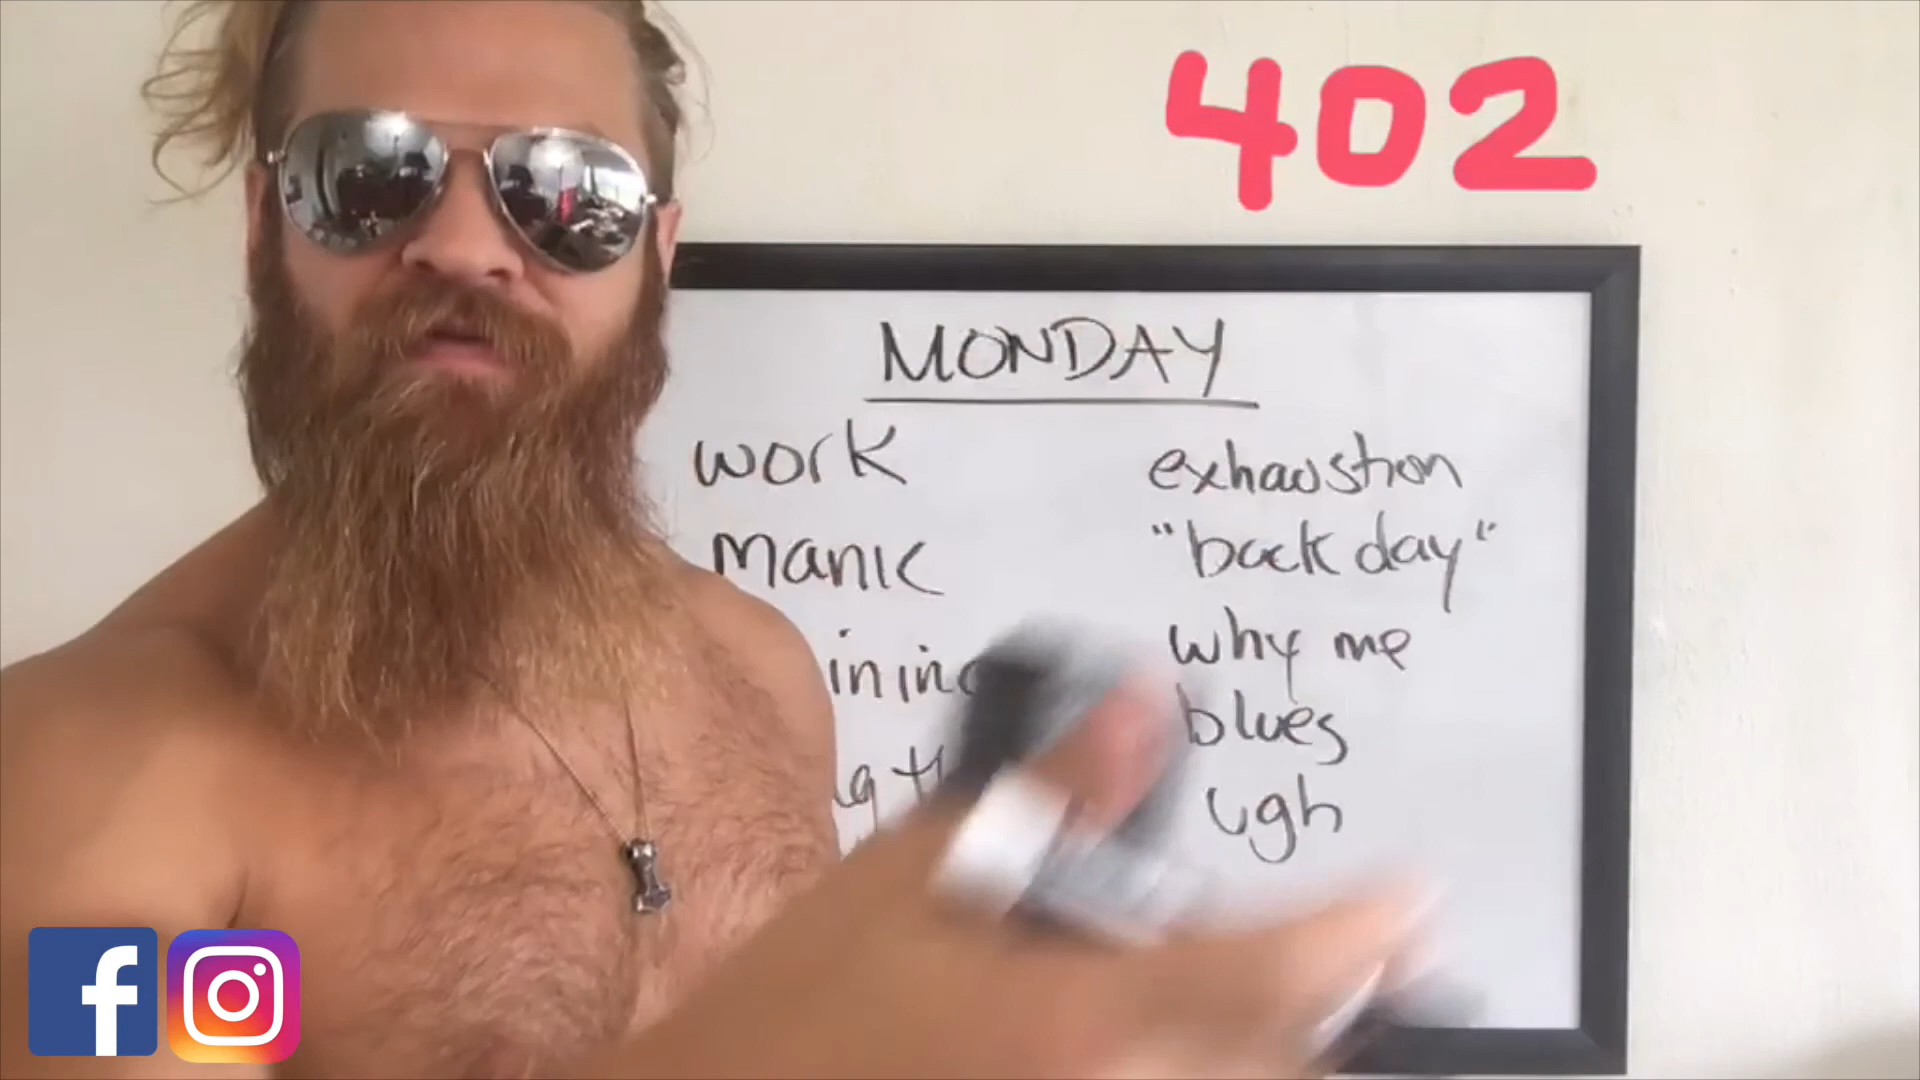 402
MONDAY
work
manic
exhaustion
"back day"
why me
blues
ugh
f